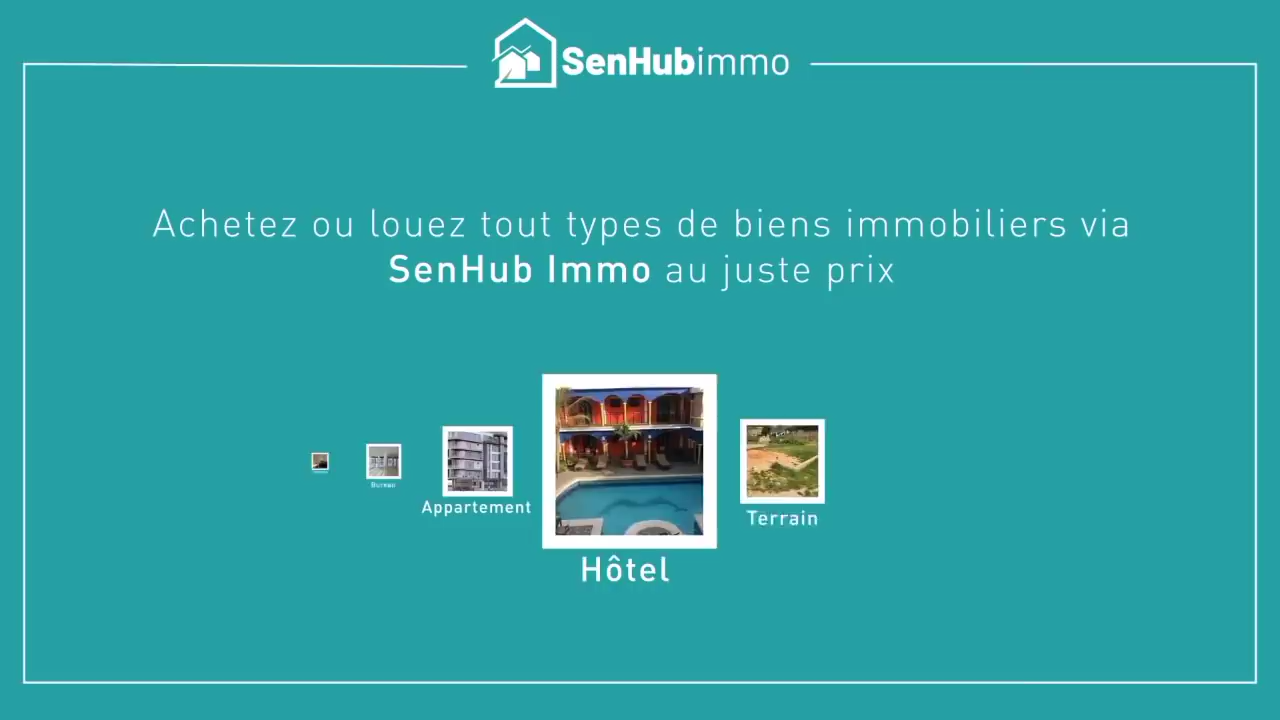 SenHubimmo
Achetez ou louez tout types de biens immobiliers via
SenHub Immo au juste prix
Bureau
Appartement
Hôtel
Terrain